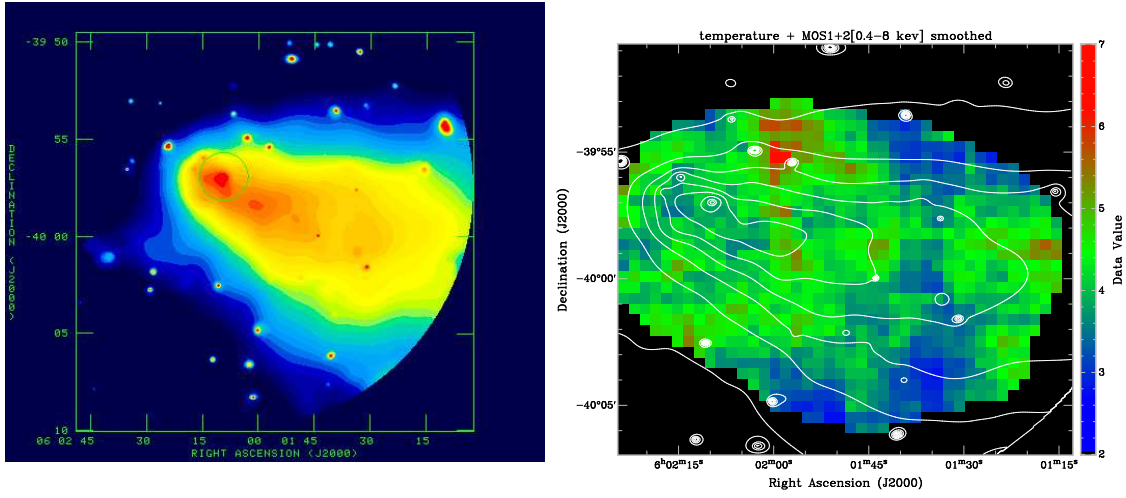 -39 50
55
-40 00
05
10
DECLINATION (J2000)
06 02 45
30
15
00
01 45
30
15
RIGHT ASCENSION (J2000)
temperature + MOS1+2[0.4-8 kev] smoothed
-39°55'
-40°00'
-40°05'
Declination (J2000)
6h02m15s
02m00s
01m45s
01m30s
01m15s
Right Ascension (J2000)
7
6
5
4
3
2
Data Value